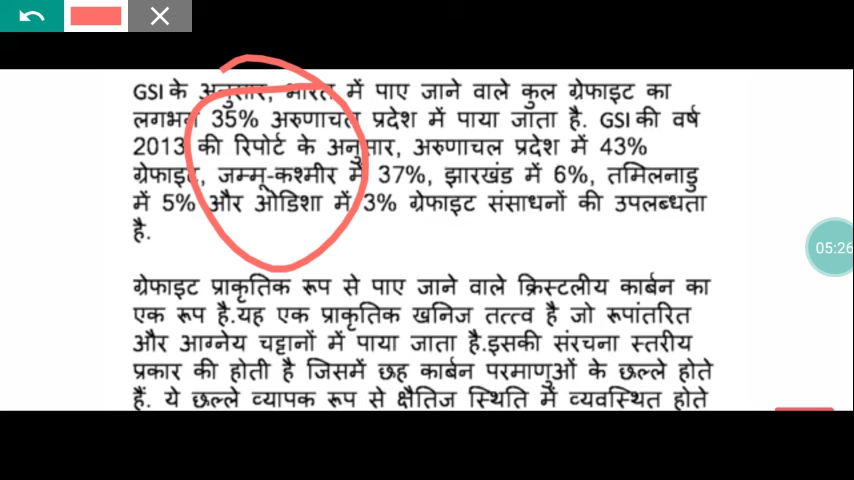 GSI के अनुसार, भारत में पाए जाने वाले कुल ग्रेफाइट का
लगभग 35% अरुणाचल प्रदेश में पाया जाता है. GSI की वर्ष
2013 की रिपोर्ट के अनुसार, अरुणाचल प्रदेश में 43%
ग्रेफाइट, जम्मू-कश्मीर में 37%, झारखंड में 6%, तमिलनाडु
में 5% और ओडिशा में 3% ग्रेफाइट संसाधनों की उपलब्धता
है.
05:26
ग्रेफाइट प्राकृतिक रूप से पाए जाने वाले क्रिस्टलीय कार्बन का
एक रूप है.यह एक प्राकृतिक खनिज तत्त्व है जो रूपांतरित
और आग्नेय चट्टानों में पाया जाता है.इसकी संरचना स्तरीय
प्रकार की होती है जिसमें छह कार्बन परमाणुओं के छल्ले होते
हैं. ये छल्ले व्यापक रूप से क्षैतिज स्थिति में व्यवस्थित होते